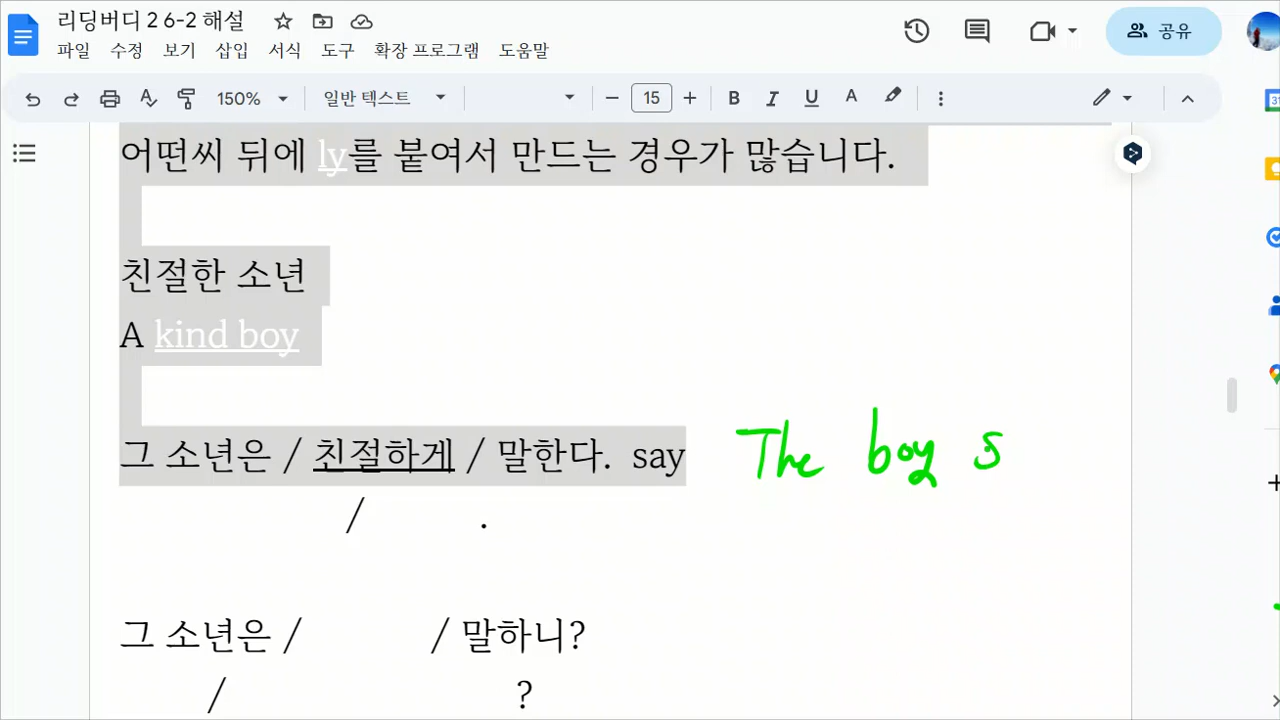 리딩버디 2 6-2 해설
파일 수정 보기 삽입 서식 도구 확장 프로그램 도움말
공유
150% 일반 텍스트 15 B I U A
어떤씨 뒤에 ly를 붙여서 만드는 경우가 많습니다.
친절한 소년
A kind boy
그 소년은 / 친절하게 / 말한다. say The boy s
/ .
그 소년은 / / 말하니?
/ ?